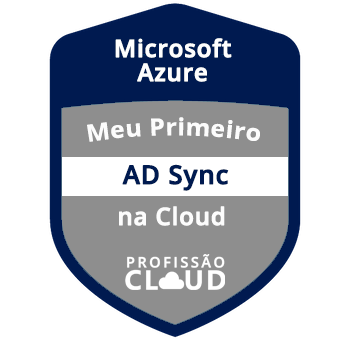 Microsoft
Azure
Meu Primeiro
AD Sync
na Cloud
PROFISSÃO
CLOUD